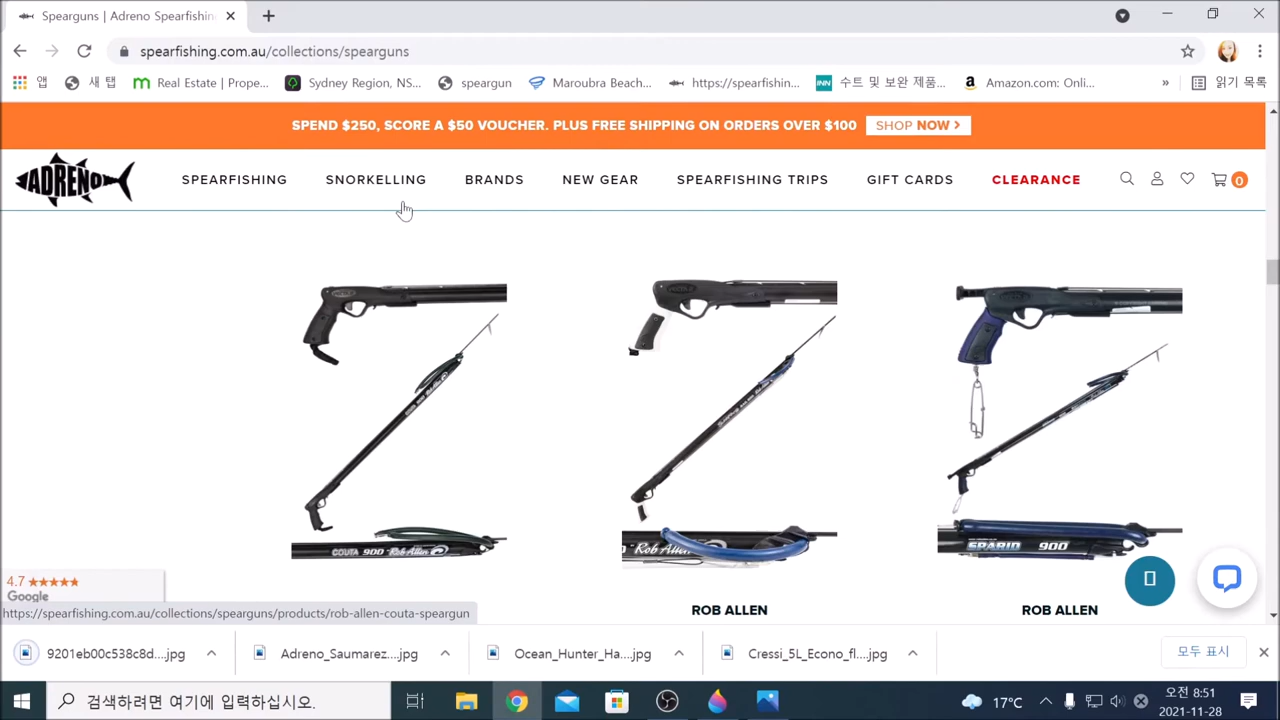 Spearguns | Adreno Spearfishin
spearfishing.com.au/collections/spearguns
앱
새 탭
Real Estate | Prope...
Sydney Region, NS...
speargun
Maroubra Beach...
https://spearfishin...
수트 및 보완 제품...
Amazon.com: Onli...
»
읽기 목록
SPEND $250, SCORE A $50 VOUCHER. PLUS FREE SHIPPING ON ORDERS OVER $100
SHOP NOW >
ADRENO
SPEARFISHING
SNORKELLING
BRANDS
NEW GEAR
SPEARFISHING TRIPS
GIFT CARDS
CLEARANCE
0
COUTA 900 Rob Allen
Rob Allen
SPARID 900
4.7
Google
ROB ALLEN
ROB ALLEN
https://spearfishing.com.au/collections/spearguns/products/rob-allen-couta-speargun
9201eb00c538c8d....jpg
Adreno_Saumarez....jpg
Ocean_Hunter_Ha....jpg
Cressi_5L_Econo_fl....jpg
모두 표시
검색하려면 여기에 입력하십시오.
17°C
오전 8:51
2021-11-28